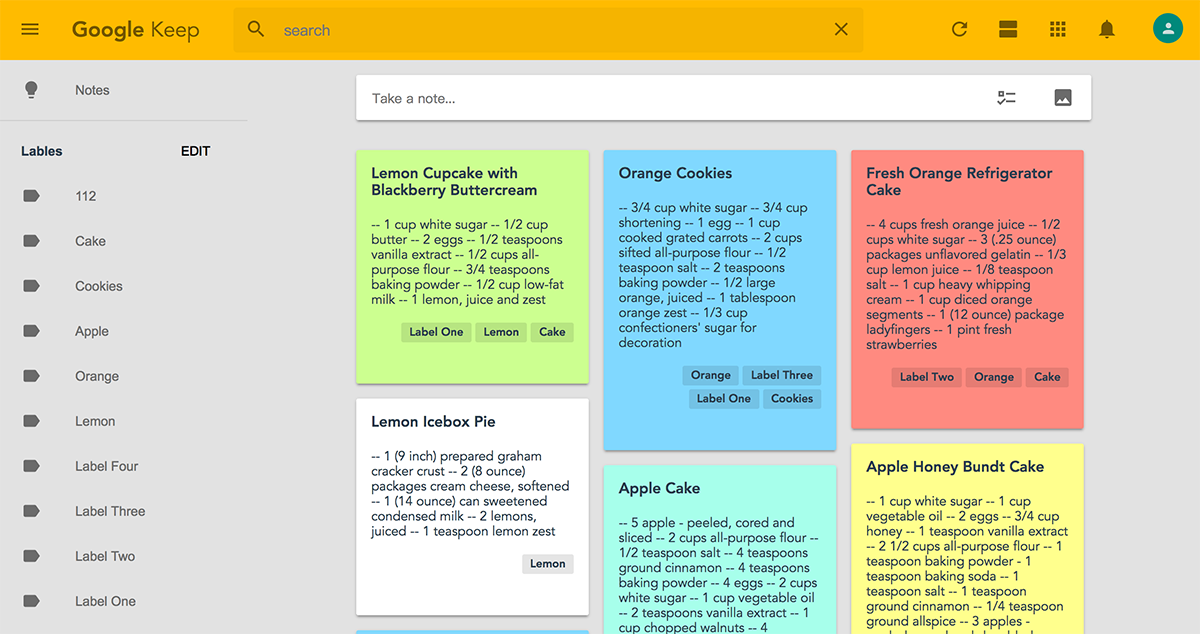 Google Keep
search
Notes
Lables
EDIT
112
Cake
Cookies
Apple
Orange
Lemon
Label Four
Label Three
Label Two
Label One
Take a note...
Lemon Cupcake with
Blackberry Buttercream
-- 1 cup white sugar -- 1/2 cup
butter -- 2 eggs -- 1/2 teaspoons
vanilla extract -- 1/2 cups all-
purpose flour -- 3/4 teaspoons
baking powder -- 1/2 cup low-fat
milk -- 1 lemon, juice and zest
Label One
Lemon
Cake
Lemon Icebox Pie
-- 1 (9 inch) prepared graham
cracker crust -- 2 (8 ounce)
packages cream cheese, softened
-- 1 (14 ounce) can sweetened
condensed milk -- 2 lemons,
juiced -- 1 teaspoon lemon zest
Lemon
Orange Cookies
-- 3/4 cup white sugar -- 3/4 cup
shortening -- 1 egg -- 1 cup
cooked grated carrots -- 2 cups
sifted all-purpose flour -- 1/2
teaspoon salt -- 2 teaspoons
baking powder -- 1/2 large
orange, juiced -- 1 tablespoon
orange zest -- 1/3 cup
confectioners' sugar for
decoration
Orange
Label Three
Label One
Cookies
Apple Cake
-- 5 apple - peeled, cored and
sliced -- 2 cups all-purpose flour --
1/2 teaspoon salt -- 4 teaspoons
ground cinnamon -- 4 teaspoons
baking powder -- 4 eggs -- 2 cups
white sugar -- 1 cup vegetable oil
-- 2 teaspoons vanilla extract -- 1
cup chopped walnuts -- 4
Fresh Orange Refrigerator
Cake
-- 4 cups fresh orange juice -- 1/2
cups white sugar -- 3 (.25 ounce)
packages unflavored gelatin -- 1/3
cup lemon juice -- 1/8 teaspoon
salt -- 1 cup heavy whipping
cream -- 1 cup diced orange
segments -- 1 (12 ounce) package
ladyfingers -- 1 pint fresh
strawberries
Label Two
Orange
Cake
Apple Honey Bundt Cake
-- 1 cup white sugar -- 1 cup
vegetable oil -- 2 eggs -- 3/4 cup
honey -- 1 teaspoon vanilla extract
-- 2 1/2 cups all-purpose flour -- 1
teaspoon baking powder - 1
teaspoon baking soda -- 1
teaspoon salt -- 1 teaspoon
ground cinnamon -- 1/4 teaspoon
ground allspice -- 3 apples -